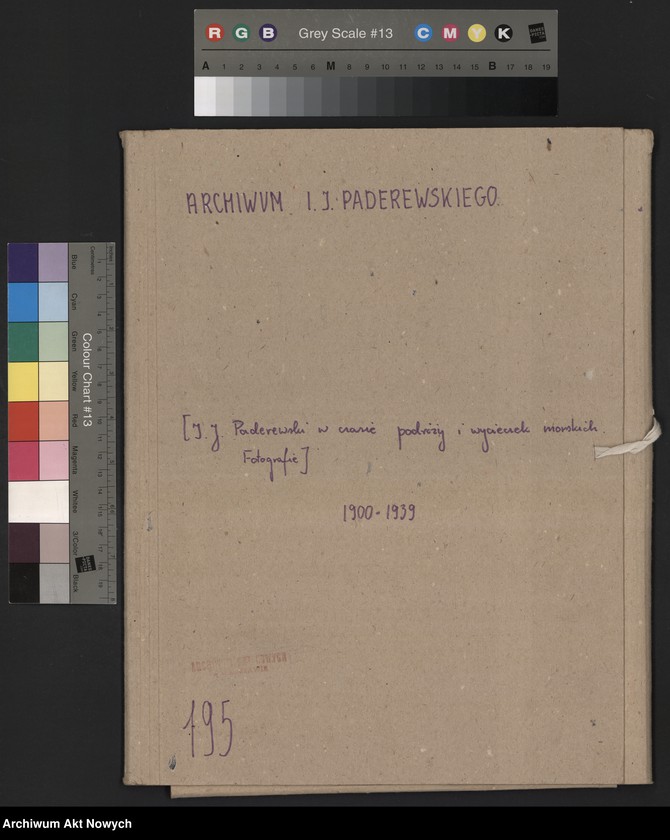 R G B Grey Scale #13 C M Y K
A 1 2 3 4 5 6 M 8 9 10 11 12 13 14 15 B 17 18 19
ARCHIWUM I. J. PADEREWSKIEGO
[I. J. Paderewski w czasie podróży i wycieczek morskich.
Fotografie]
1900-1939
195
Colour Chart #13
Blue Cyan Green Yellow Red Magenta White 3/Color Black
Archiwum Akt Nowych